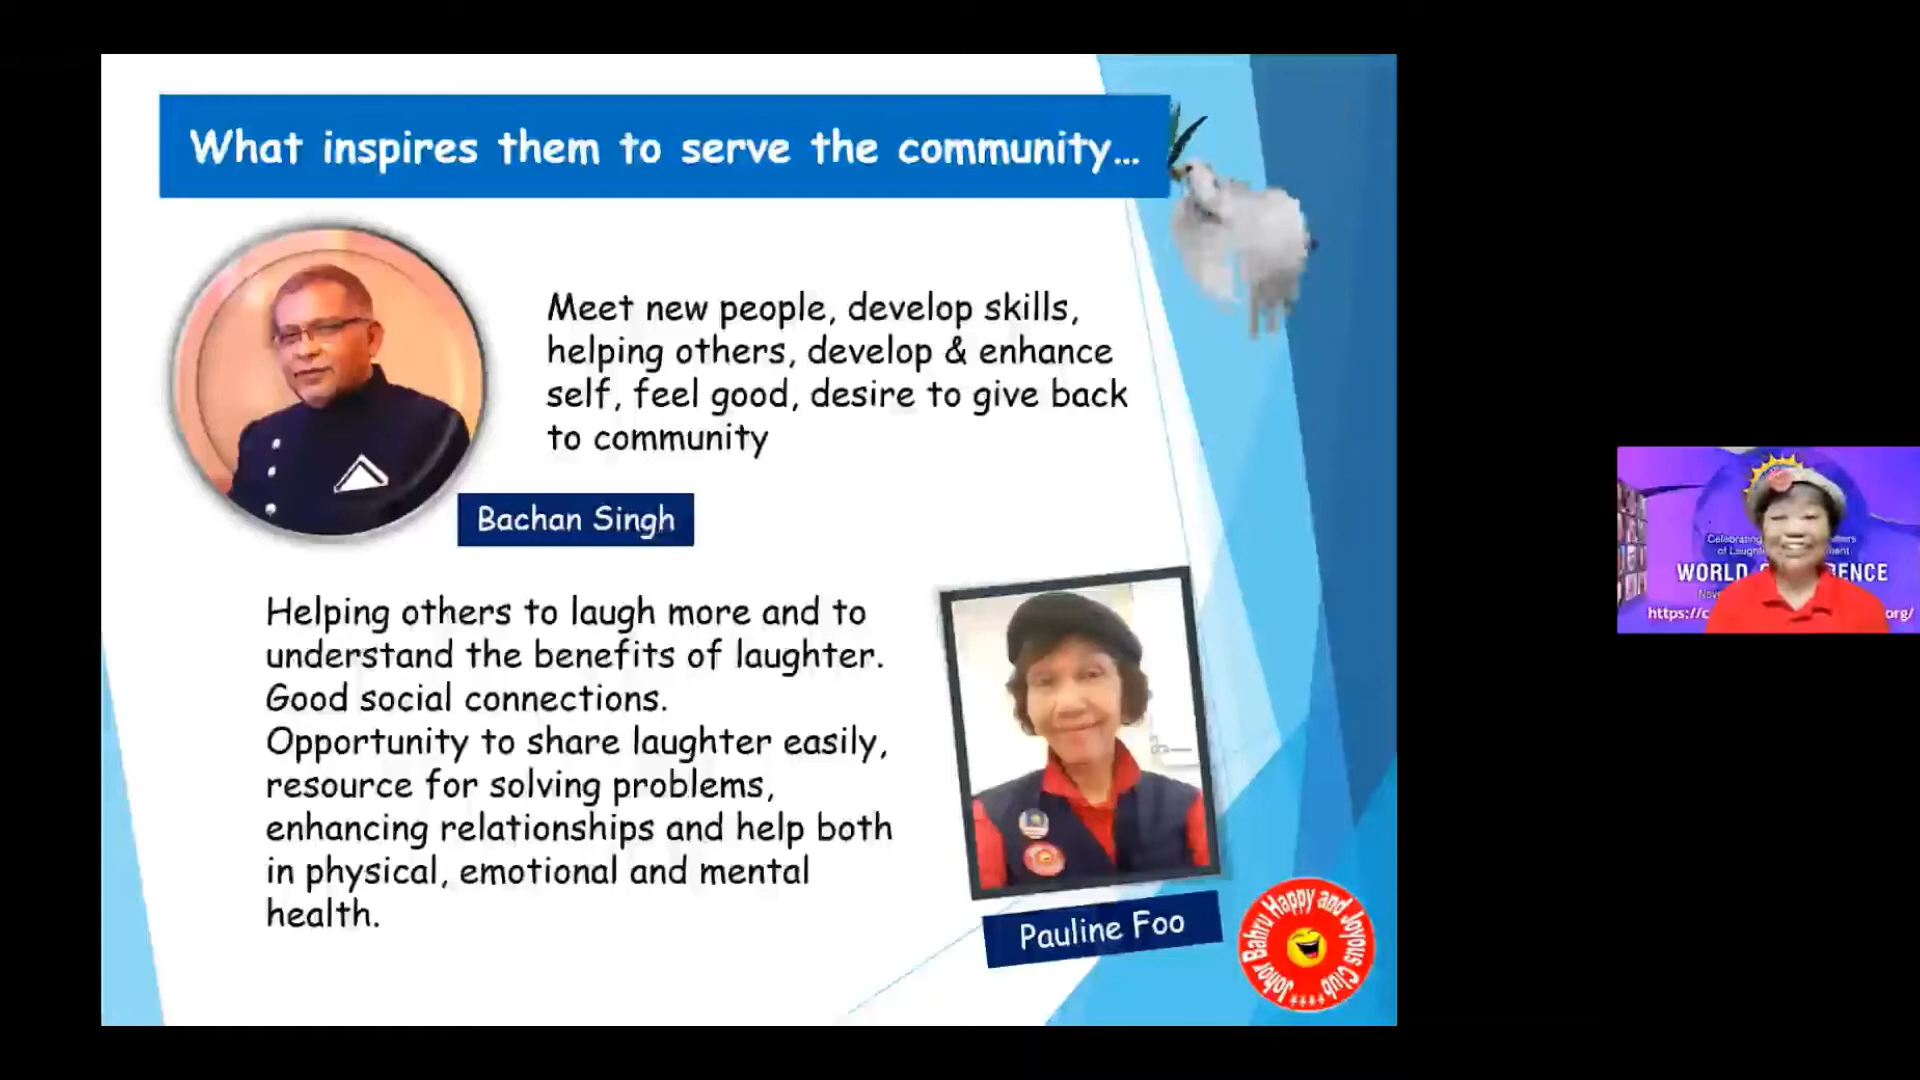 What inspires them to serve the community...
Meet new people, develop skills,
helping others, develop & enhance
self, feel good, desire to give back
to community
Bachan Singh
Helping others to laugh more and to
understand the benefits of laughter.
Good social connections.
Opportunity to share laughter easily,
resource for solving problems,
enhancing relationships and help both
in physical, emotional and mental
health.
Pauline Foo
Johor Bahru Happy and Joyous Club
Celebrating
of
WORLD
https://c
org/